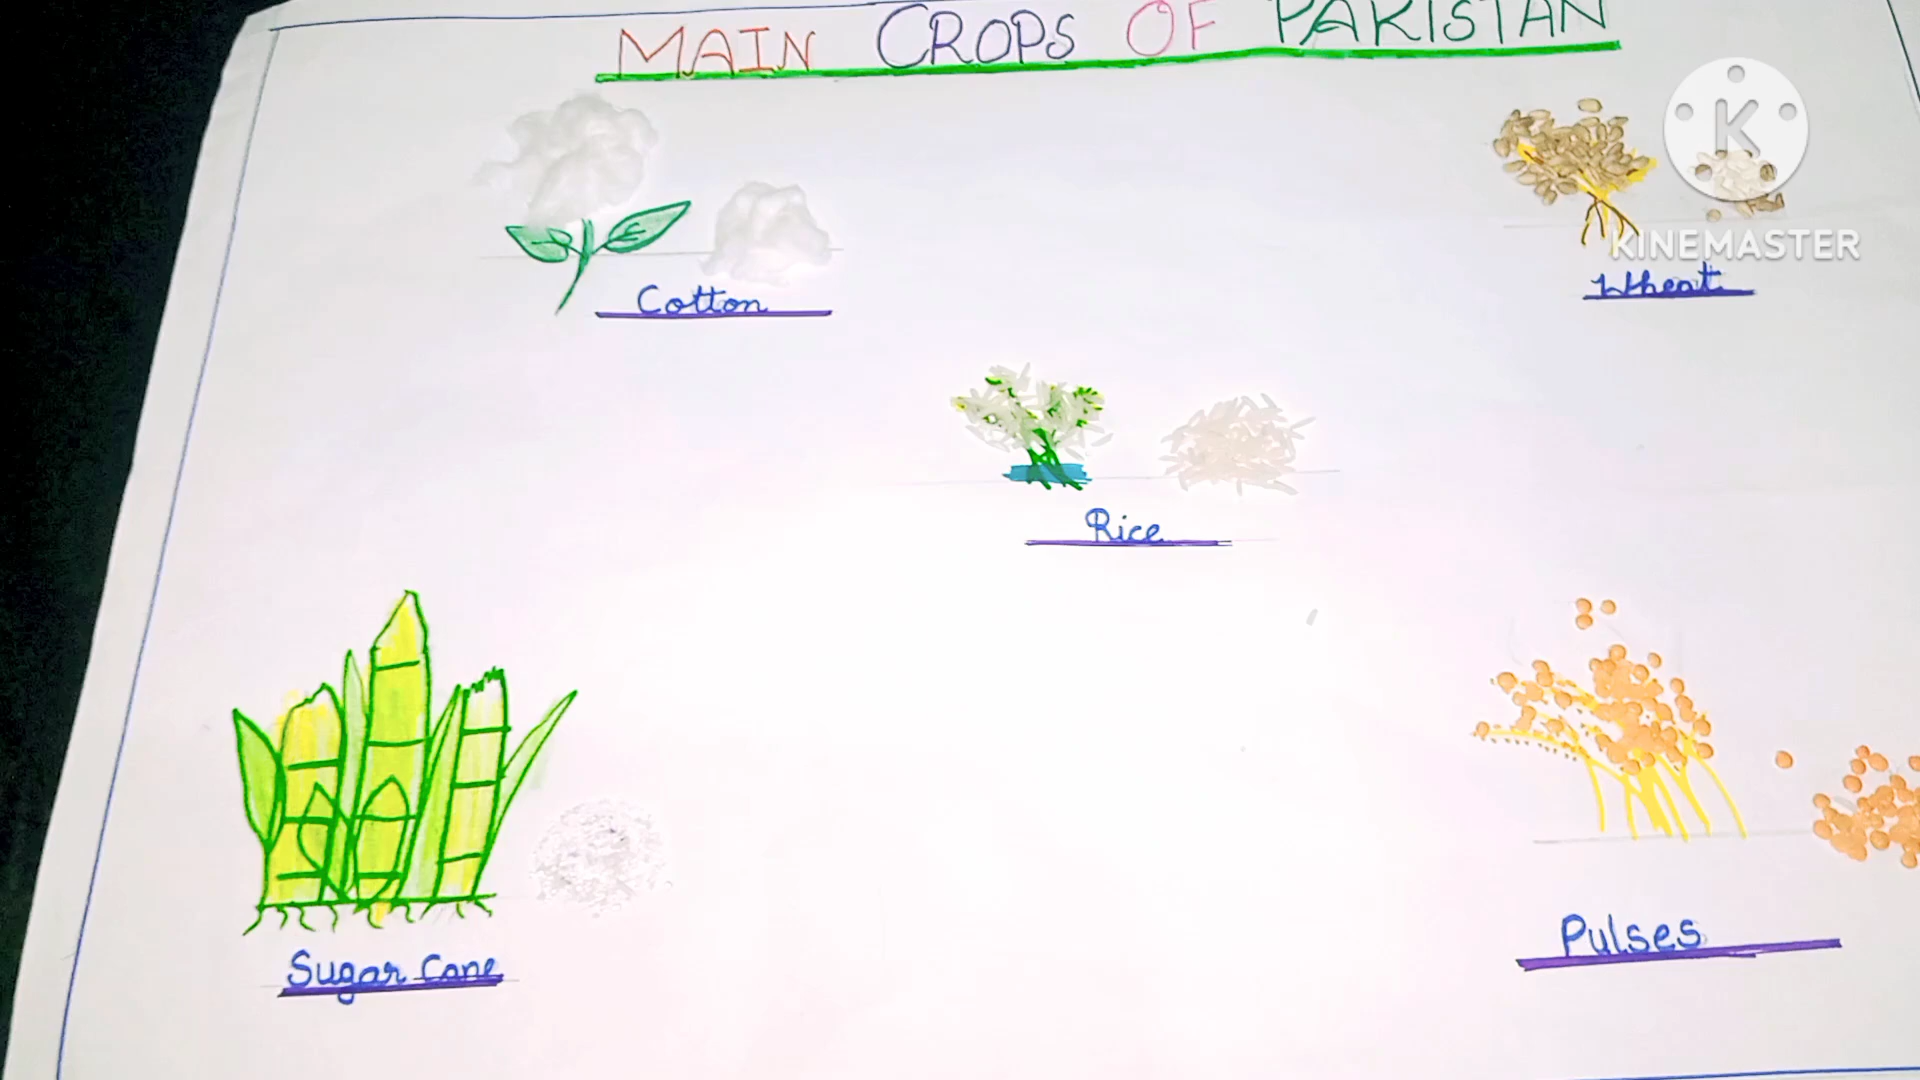 MAIN CROPS OF PAKISTAN
K
KINEMASTER
Cotton
Wheat
Rice
Sugar Cane
Pulses